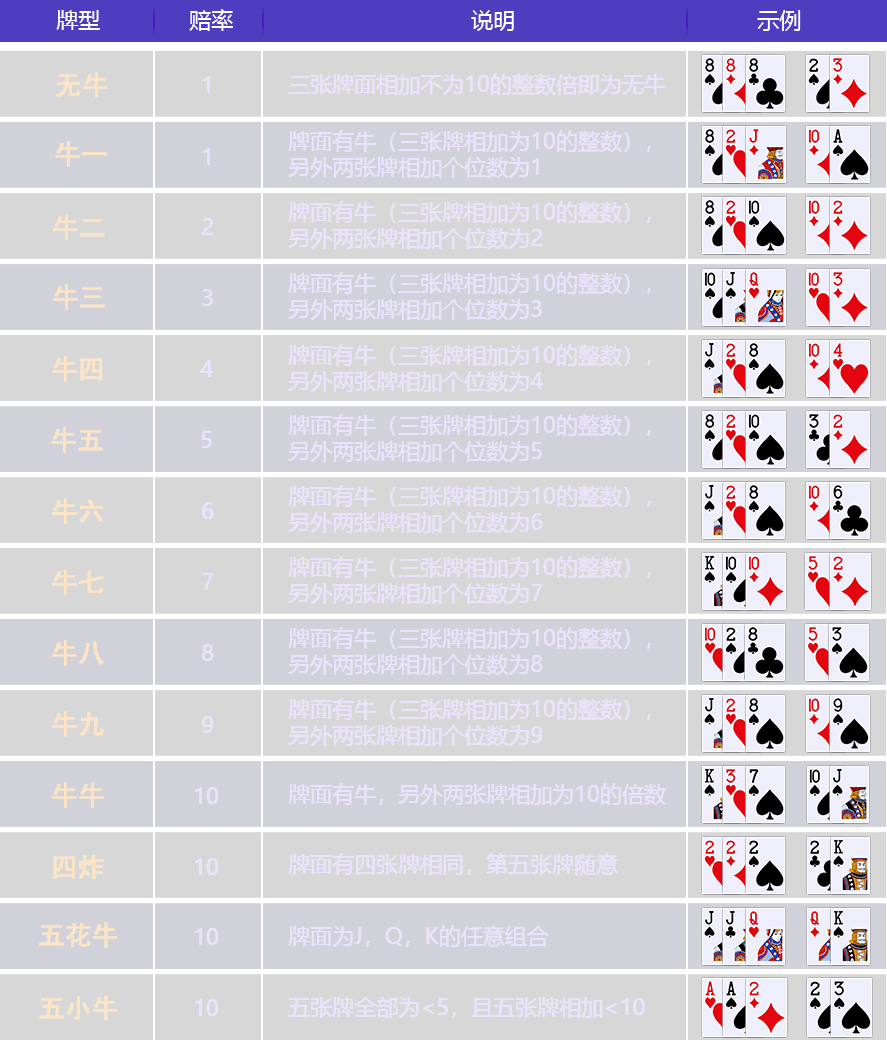 牌型 赔率 说明 示例
无牛 1 三张牌面相加不为10的整数倍即为无牛 8 8 8 2 3
牛一 1 牌面有牛（三张牌相加为10的整数），
另外两张牌相加个位数为1 8 2 J 10 A
牛二 2 牌面有牛（三张牌相加为10的整数），
另外两张牌相加个位数为2 8 2 10 10 2
牛三 3 牌面有牛（三张牌相加为10的整数），
另外两张牌相加个位数为3 10 J Q 10 3
牛四 4 牌面有牛（三张牌相加为10的整数），
另外两张牌相加个位数为4 J 2 8 10 4
牛五 5 牌面有牛（三张牌相加为10的整数），
另外两张牌相加个位数为5 8 2 10 3 2
牛六 6 牌面有牛（三张牌相加为10的整数），
另外两张牌相加个位数为6 J 2 8 10 6
牛七 7 牌面有牛（三张牌相加为10的整数），
另外两张牌相加个位数为7 K 10 10 5 2
牛八 8 牌面有牛（三张牌相加为10的整数），
另外两张牌相加个位数为8 10 2 8 5 3
牛九 9 牌面有牛（三张牌相加为10的整数），
另外两张牌相加个位数为9 J 2 8 10 9
牛牛 10 牌面有牛，另外两张牌相加为10的倍数 K 3 7 10 J
四炸 10 牌面有四张牌相同，第五张牌随意 2 2 2 2 K
五花牛 10 牌面为J，Q，K的任意组合 J J Q Q K
五小牛 10 五张牌全部为<5，且五张牌相加<10 A A 2 2 3